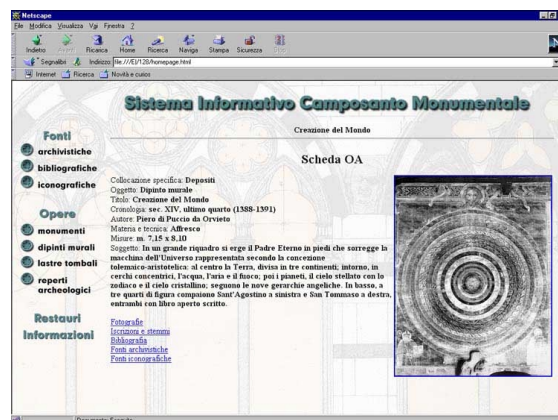 Netscape
File Modifica Visualizza Vai Finestra ?
Indietro Avanti Ricarica Home Ricerca Naviga Stampa Sicurezza Stop
Segnalibri Indirizzo: file:///E|/128/homepage.html
Internet Ricerca Novità e curios
Sistema Informativo Camposanto Monumentale
Creazione del Mondo
Fonti
archivistiche
bibliografiche
iconografiche
Opere
monumenti
dipinti murali
lastre tombali
reperti
archeologici
Restauri
Informazioni
Scheda OA
Collocazione specifica: Depositi
Oggetto: Dipinto murale
Titolo: Creazione del Mondo
Cronologia: sec. XIV, ultimo quarto (1388-1391)
Autore: Piero di Puccio da Orvieto
Materia e tecnica: Affresco
Misure: m. 7,15 x 8,10
Soggetto: In un grande riquadro si erge il Padre Eterno in piedi che sorregge la
macchina dell'Universo rappresentata secondo la concezione
tolemaico-aristotelica: al centro la Terra, divisa in tre continenti; intorno, in
cerchi concentrici, l'acqua, l'aria e il fuoco; poi i pianeti, il cielo stellato con lo
zodiaco e il cielo cristallino; seguono le nove gerarchie angeliche. In basso, a
tre quarti di figura compaiono Sant'Agostino a sinistra e San Tommaso a destra,
entrambi con libro aperto scritto.
Fotografie
Iscrizioni e stemmi
Bibliografia
Fonti archivistiche
Fonti iconografiche